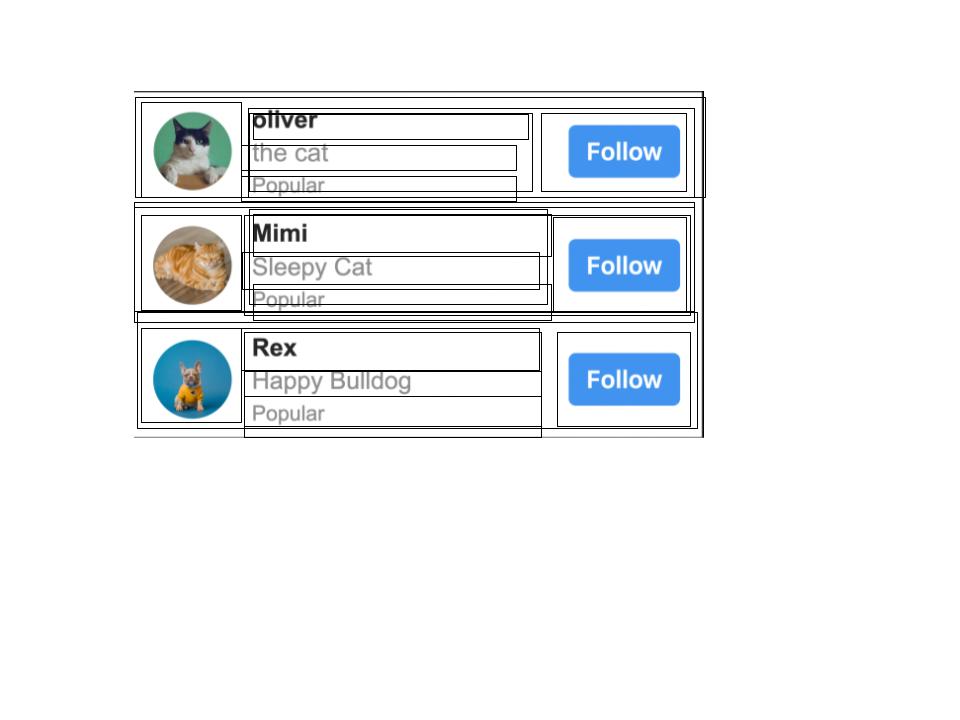 oliver
the cat
Popular
Follow
Mimi
Sleepy Cat
Popular
Follow
Rex
Happy Bulldog
Popular
Follow